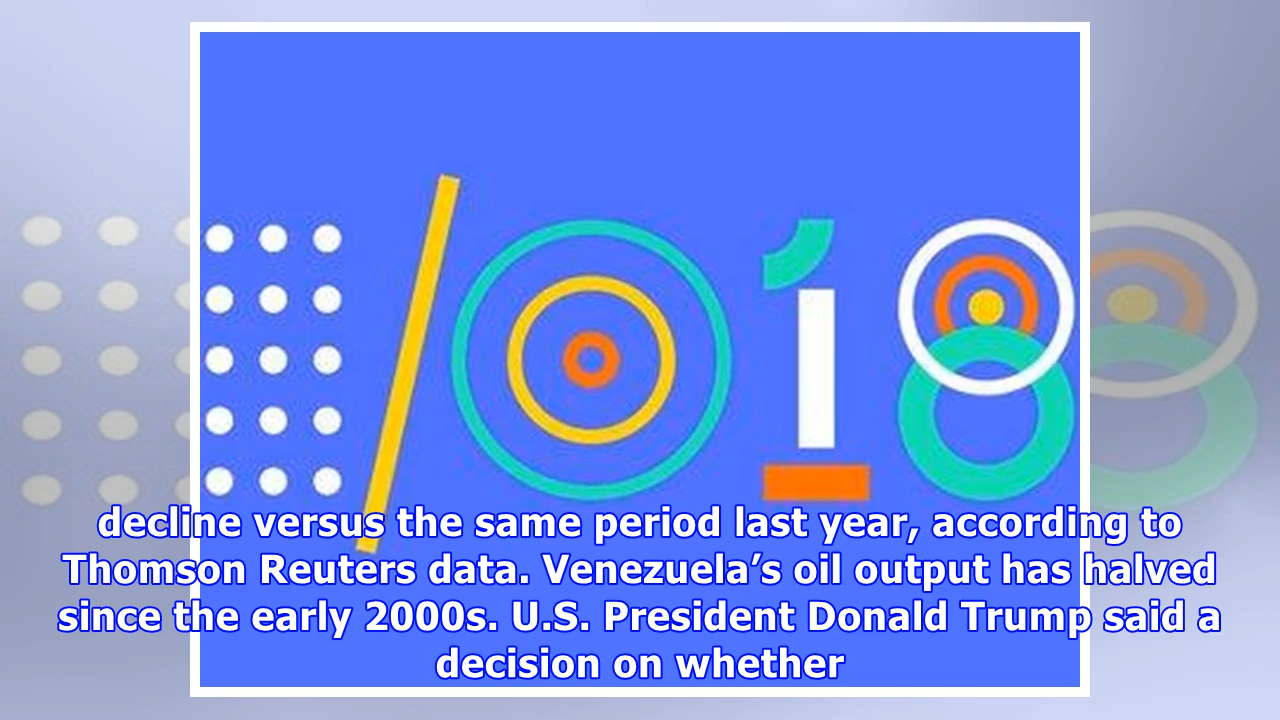 /O18
decline versus the same period last year, according to
Thomson Reuters data. Venezuela’s oil output has halved
since the early 2000s. U.S. President Donald Trump said a
decision on whether